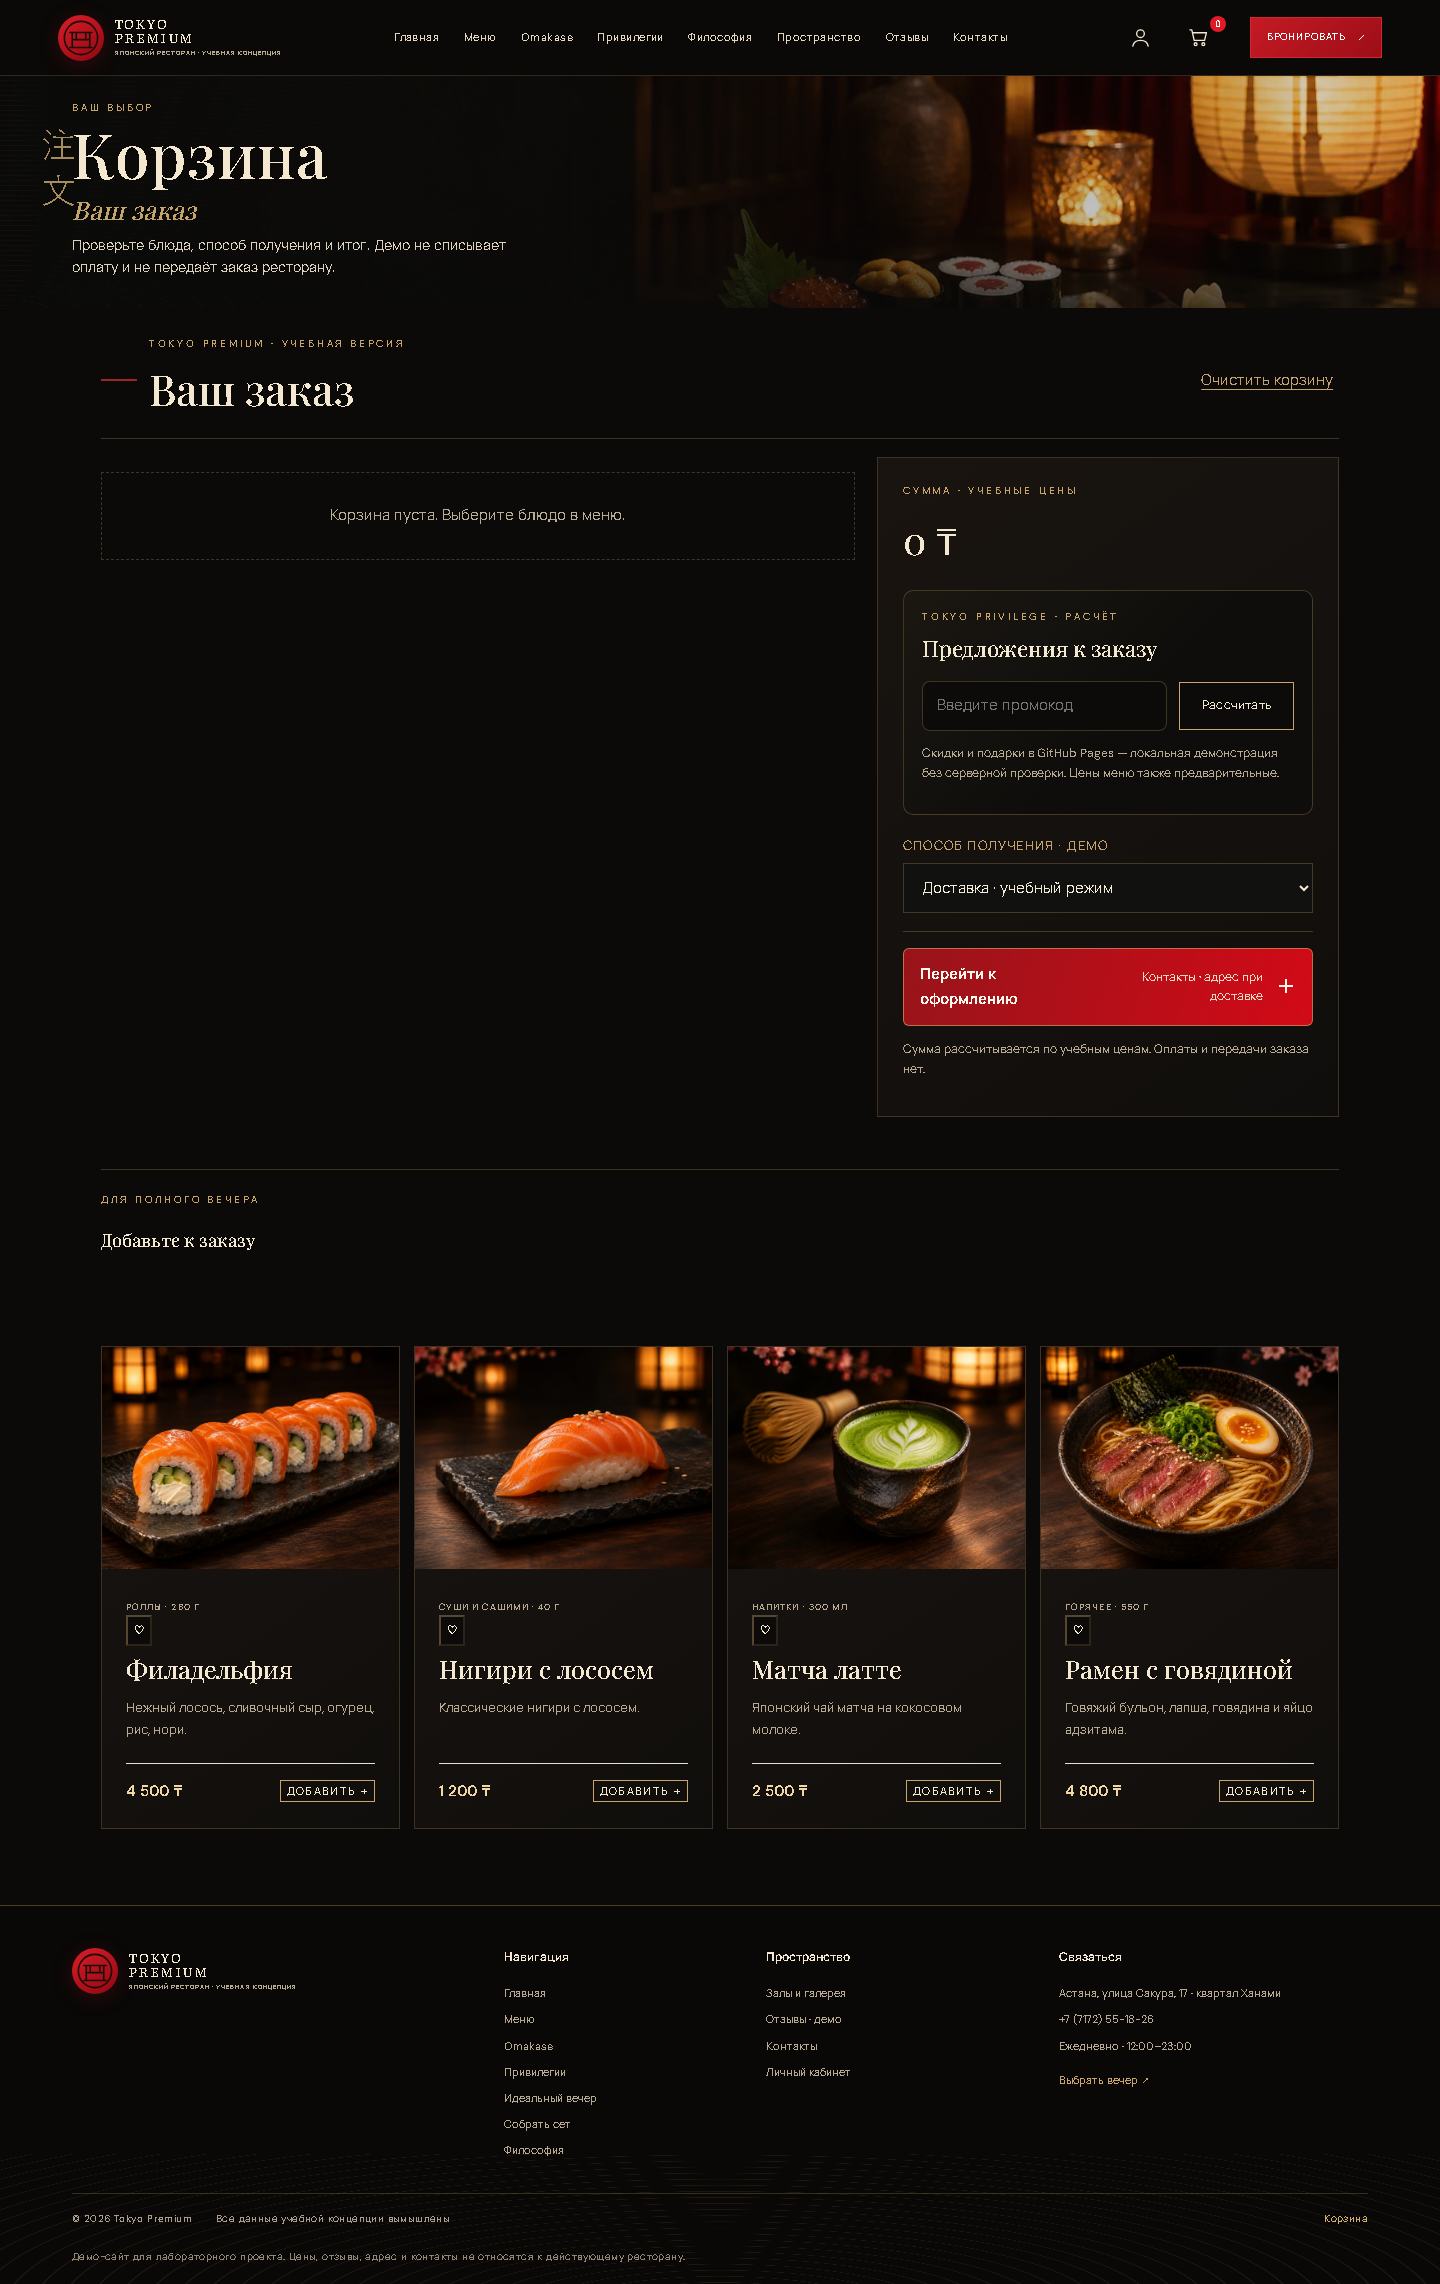 TOKYO
PREMIUM
ЯПОНСКИЙ РЕСТОРАН · УЧЕБНАЯ КОНЦЕПЦИЯ
Главная
Меню
Omakase
Привилегии
Философия
Пространство
Отзывы
Контакты
0
БРОНИРОВАТЬ ↗
ВАШ ВЫБОР
注文
Корзина
Ваш заказ
Проверьте блюда, способ получения и итог. Демо не списывает
оплату и не передаёт заказ ресторану.
TOKYO PREMIUM · УЧЕБНАЯ ВЕРСИЯ
Ваш заказ
Очистить корзину
Корзина пуста. Выберите блюдо в меню.
СУММА · УЧЕБНЫЕ ЦЕНЫ
0 ₸
TOKYO PRIVILEGE · РАСЧЁТ
Предложения к заказу
Введите промокод
Рассчитать
Скидки и подарки в GitHub Pages — локальная демонстрация
без серверной проверки. Цены меню также предварительные.
СПОСОБ ПОЛУЧЕНИЯ · ДЕМО
Доставка · учебный режим
Перейти к
оформлению
Контакты · адрес при
доставке
+
Сумма рассчитывается по учебным ценам. Оплаты и передачи заказа
нет.
ДЛЯ ПОЛНОГО ВЕЧЕРА
Добавьте к заказу
РОЛЛЫ · 280 Г
♡
Филадельфия
Нежный лосось, сливочный сыр, огурец,
рис, нори.
4 500 ₸
ДОБАВИТЬ +
СУШИ И САШИМИ · 40 Г
♡
Нигири с лососем
Классические нигири с лососем.
1 200 ₸
ДОБАВИТЬ +
НАПИТКИ · 300 МЛ
♡
Матча латте
Японский чай матча на кокосовом
молоке.
2 500 ₸
ДОБАВИТЬ +
ГОРЯЧЕЕ · 550 Г
♡
Рамен с говядиной
Говяжий бульон, лапша, говядина и яйцо
адзитама.
4 800 ₸
ДОБАВИТЬ +
TOKYO
PREMIUM
ЯПОНСКИЙ РЕСТОРАН · УЧЕБНАЯ КОНЦЕПЦИЯ
Навигация
Главная
Меню
Omakase
Привилегии
Идеальный вечер
Собрать сет
Философия
Пространство
Залы и галерея
Отзывы · демо
Контакты
Личный кабинет
Связаться
Астана, улица Сакура, 17 · квартал Ханами
+7 (7172) 55-18-26
Ежедневно · 12:00–23:00
Выбрать вечер ↗
© 2026 Tokyo Premium
Все данные учебной концепции вымышлены
Корзина
Демо-сайт для лабораторного проекта. Цены, отзывы, адрес и контакты не относятся к действующему ресторану.